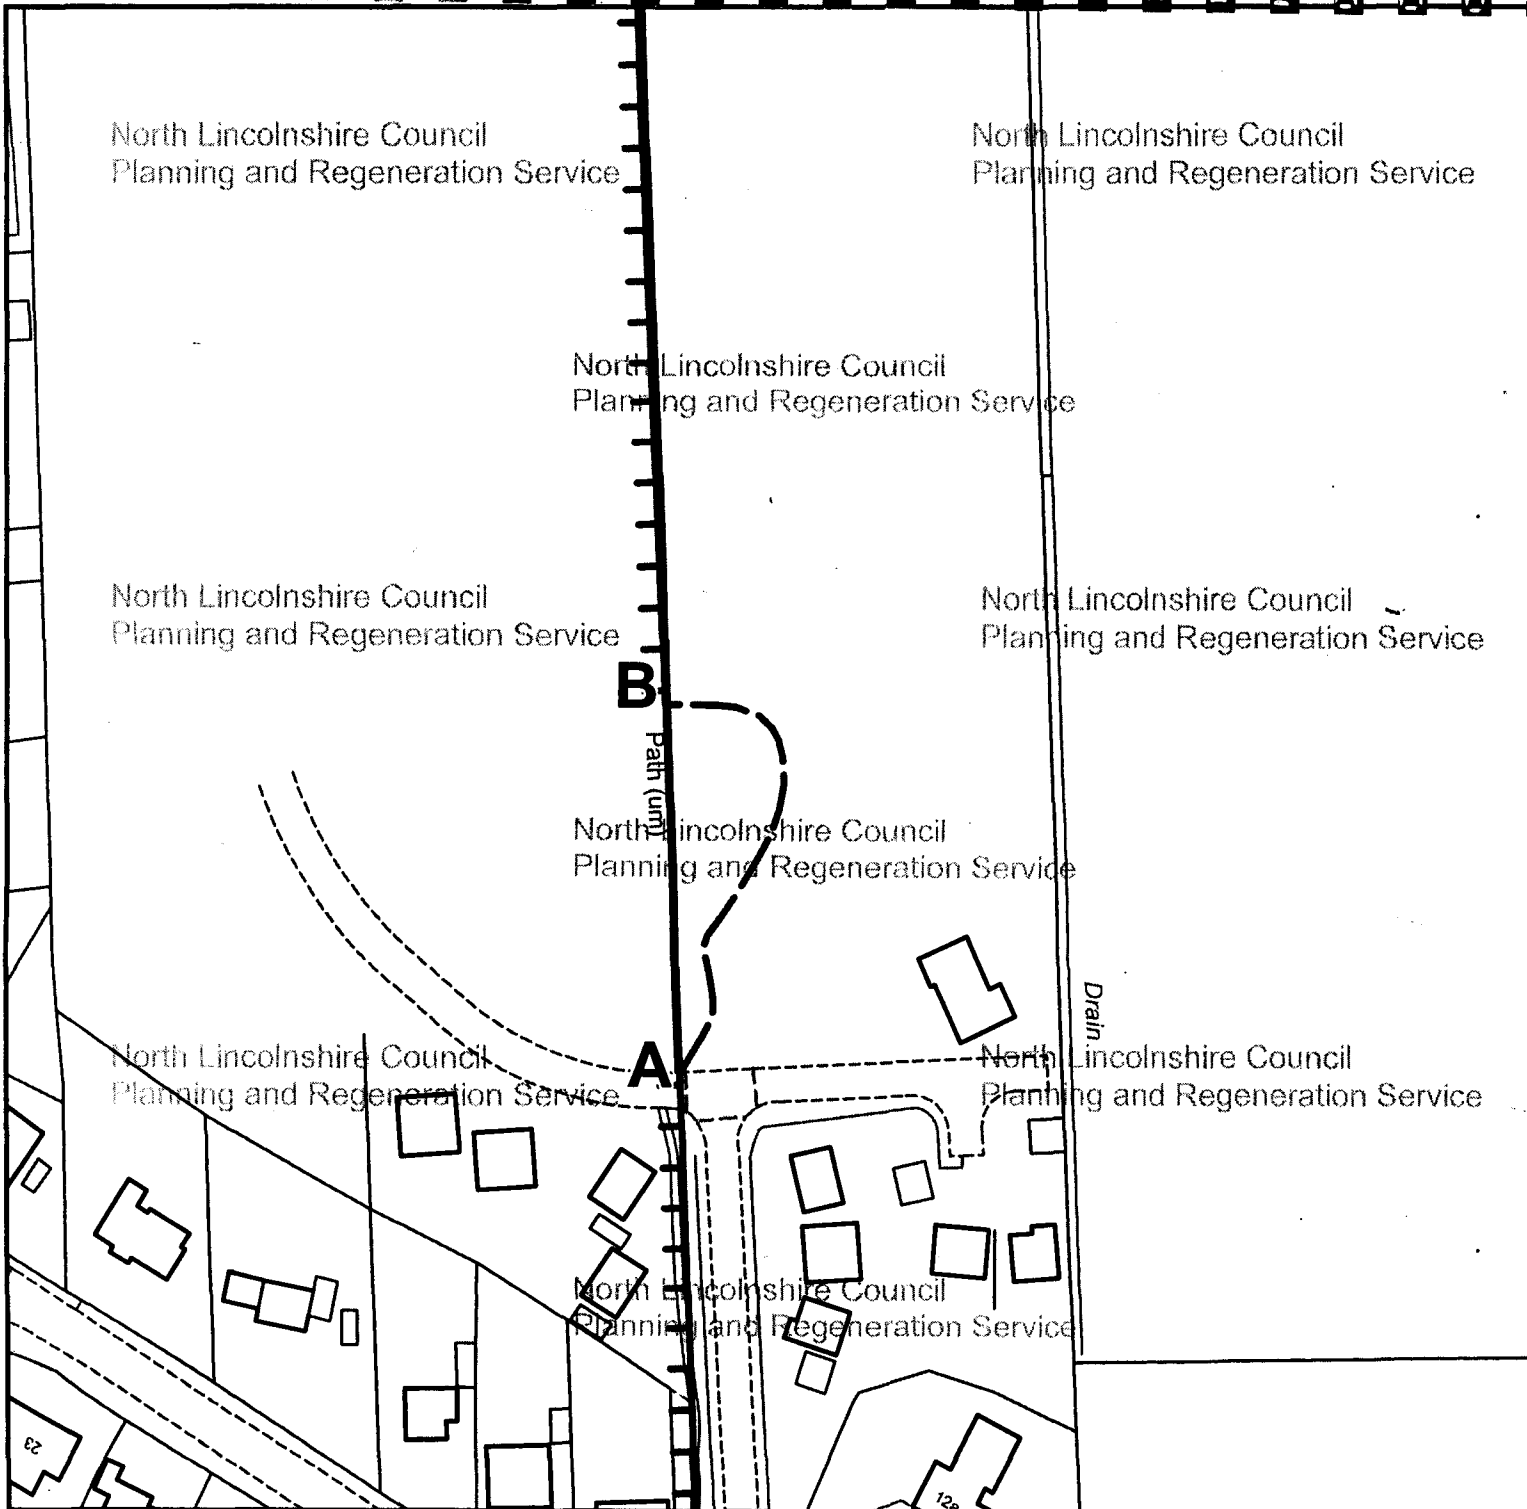 North Lincolnshire Council
Planning and Regeneration Service
North Lincolnshire Council
Planning and Regeneration Service
North Lincolnshire Council
Planning and Regeneration Service
North Lincolnshire Council
Planning and Regeneration Service
North Lincolnshire Council
Planning and Regeneration Service
B
Path (um)
North Lincolnshire Council
Planning and Regeneration Service
Drain
A
North Lincolnshire Council
Planning and Regeneration Service
North Lincolnshire Council
Planning and Regeneration Service
North Lincolnshire Council
Planning and Regeneration Service
23